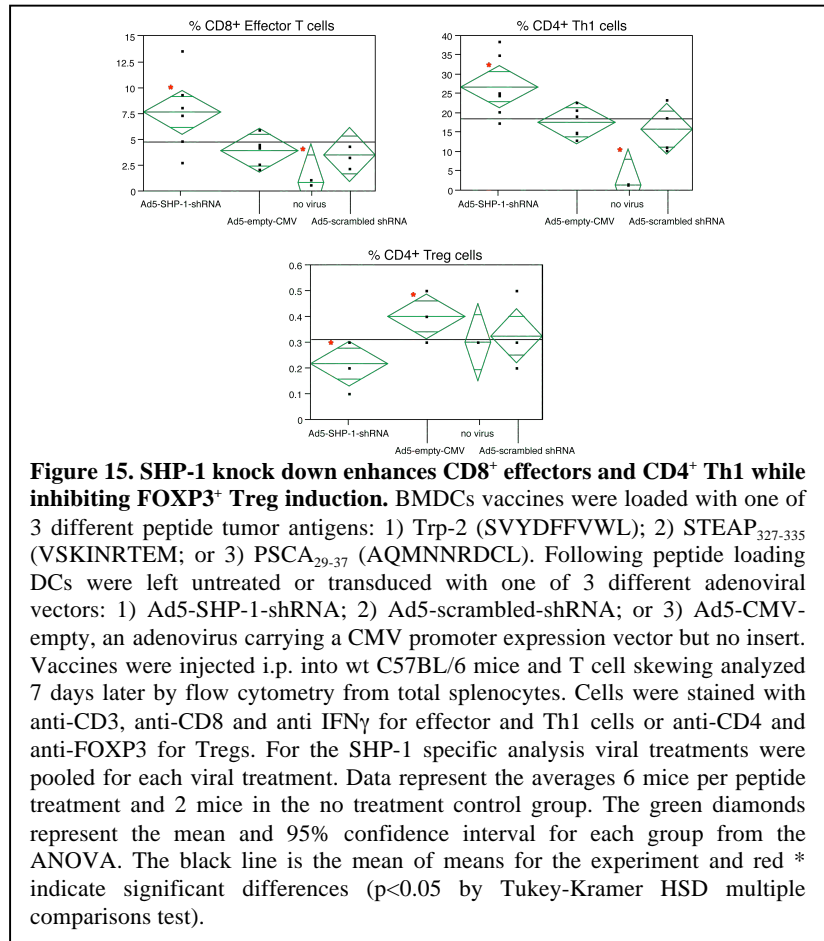 % CD8+ Effector T cells
15
12.5
10
7.5
5
2.5
0
Ad5-SHP-1-shRNA
no virus
Ad5-empty-CMV
Ad5-scrambled shRNA
% CD4+ Th1
40
35
30
25
20
15
10
5
0
Ad5-SHP-1-shRNA
no virus
Ad5-empty-CMV
Ad5-scrambled shRNA
% CD4+ Treg cells
0.6
0.5
0.4
0.3
0.2
0.1
0
Ad5-SHP-1-shRNA
no virus
Ad5-empty-CMV
Ad5-scrambled shRNA
Figure 15. SHP-1 knock down enhances CD8+ effectors and CD4+ Th1 while
inhibiting FOXP3+ Treg induction. BMDCs vaccines were loaded with one of
3 different peptide tumor antigens: 1) Trp-2 (SVYDFFVWL); 2) STEAP327-335
(VSKINRTEM; or 3) PSCA29-37 (AQMNNRDCL). Following peptide loading
DCs were left untreated or transduced with one of 3 different adenoviral
vectors: 1) Ad5-SHP-1-shRNA; 2) Ad5-scrambled-shRNA; or 3) Ad5-CMV-
empty, an adenovirus carrying a CMV promoter expression vector but no insert.
Vaccines were injected i.p. into wt C57BL/6 mice and T cell skewing analyzed
7 days later by flow cytometry from total splenocytes. Cells were stained with
anti-CD3, anti-CD8 and anti IFNγ for effector and Th1 cells or anti-CD4 and
anti-FOXP3 for Tregs. For the SHP-1 specific analysis viral treatments were
pooled for each viral treatment. Data represent the averages 6 mice per peptide
treatment and 2 mice in the no treatment control group. The green diamonds
represent the mean and 95% confidence interval for each group from the
ANOVA. The black line is the mean of means for the experiment and red *
indicate significant differences (p<0.05 by Tukey-Kramer HSD multiple
comparisons test).